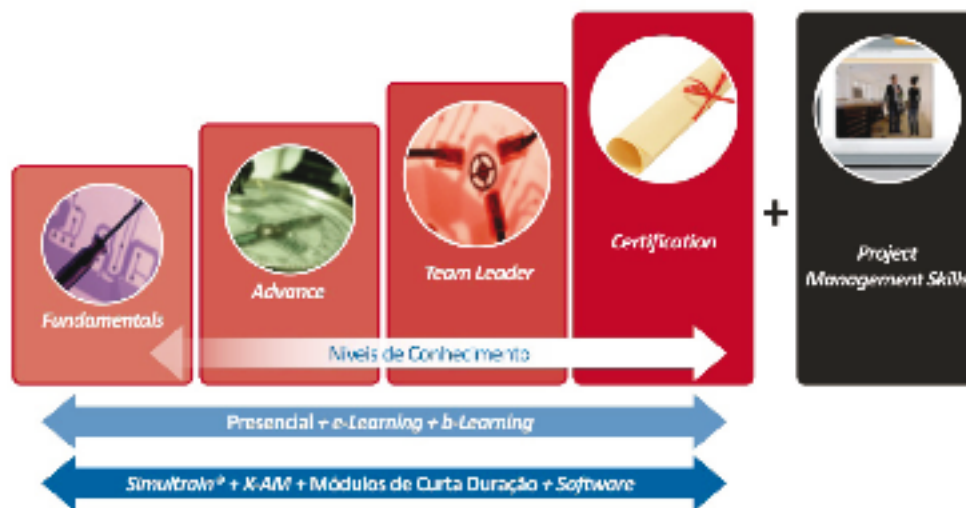 Fundamentals
Advance
Team Leader
Certification
+
Project
Management Skills
Níveis de Conhecimento
Presencial + e-Learning + b-Learning
Simultrain® + X-AM + Módulos de Curta Duração + Software